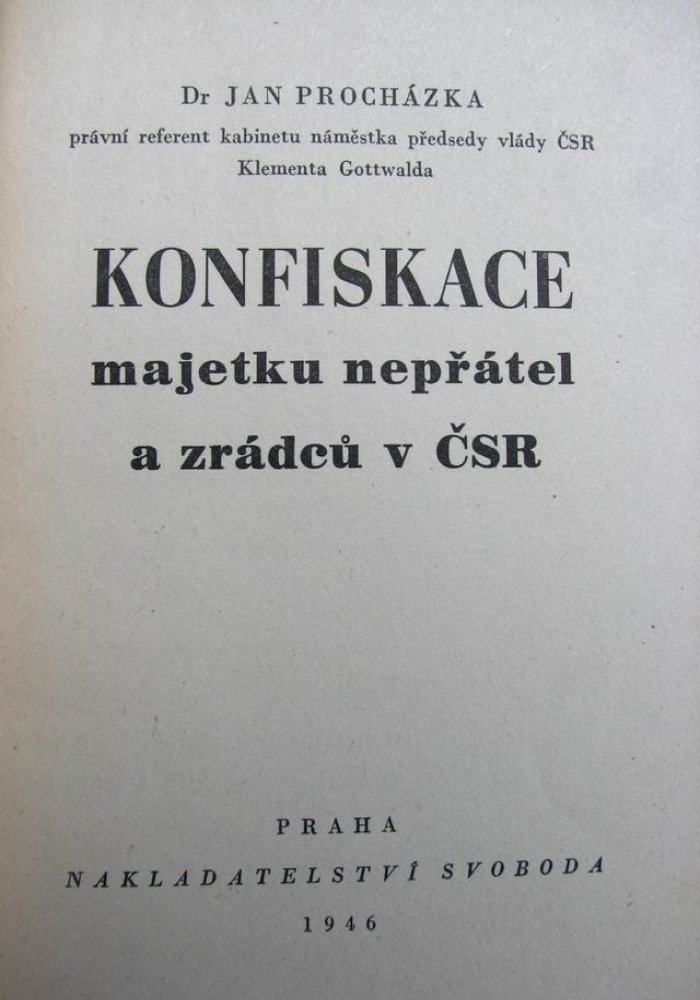 Dr JAN PROCHÁZKA
právní referent kabinetu náměstka předsedy vlády ČSR
Klementa Gottwalda
KONFISKACE
majetku nepřátel
a zrádců v ČSR
PRAHA
NAKLADATELSTVÍ SVOBODA
1946